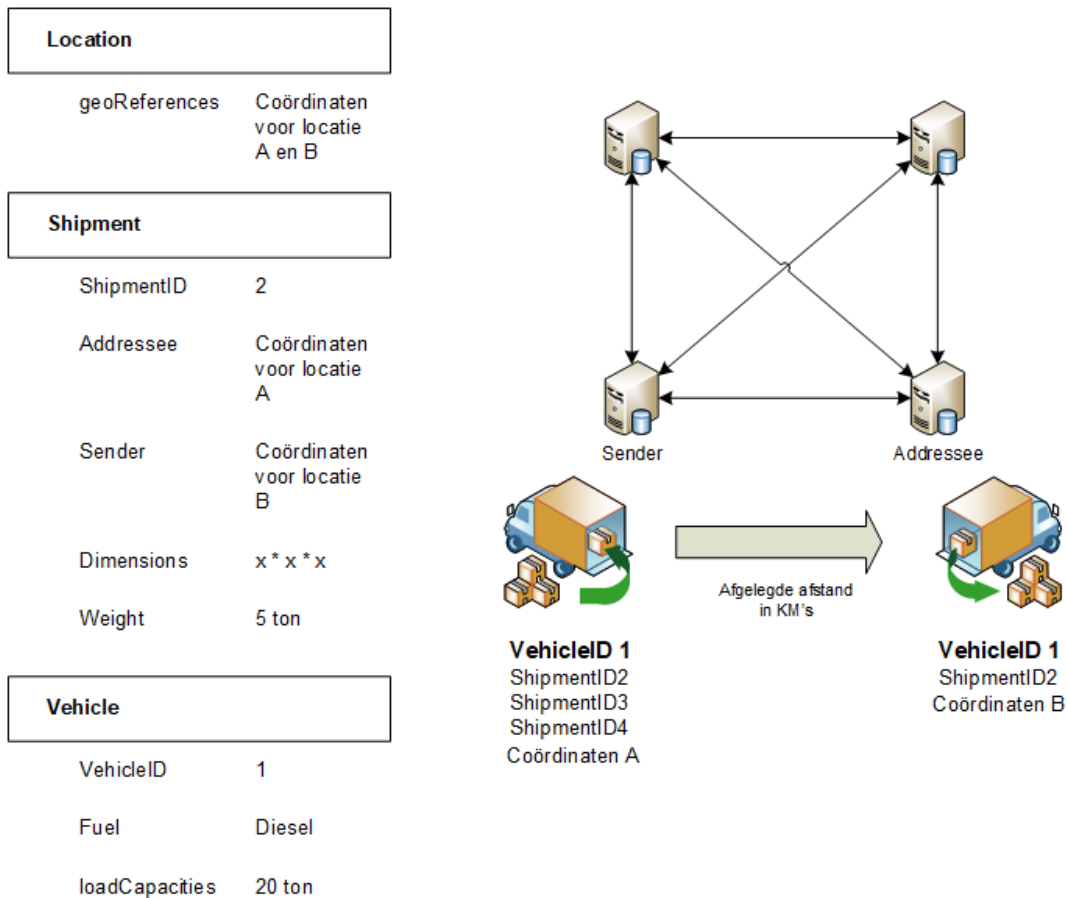 Location
geoReferences
Coördinaten
voor locatie
A en B
Shipment
ShipmentID
2
Addressee
Coördinaten
voor locatie
A
Sender
Coördinaten
voor locatie
B
Dimensions
x * x * x
Weight
5 ton
Vehicle
VehicleID
1
Fuel
Diesel
loadCapacities
20 ton
Sender
Addressee
Afgelegde afstand
in KM's
VehicleID 1
ShipmentID2
ShipmentID3
ShipmentID4
Coördinaten A
VehicleID 1
ShipmentID2
Coördinaten B